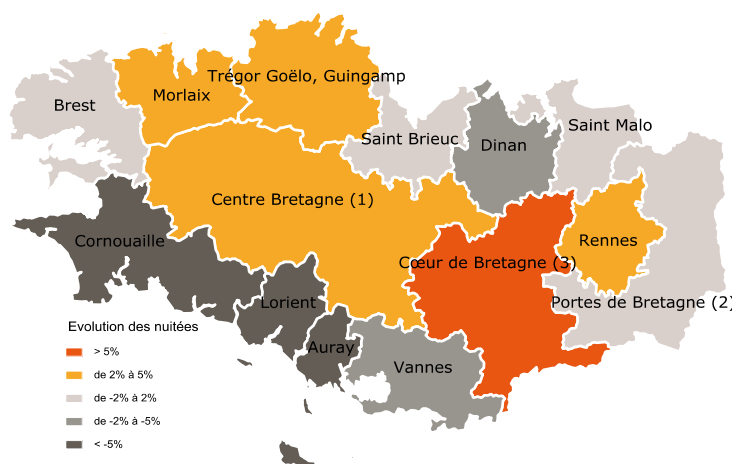 Trégor Goëlo, Guingamp
Morlaix
Brest
Saint Malo
Saint Brieuc
Dinan
Centre Bretagne (1)
Cornouaille
Rennes
Cœur de Bretagne (3)
Lorient
Portes de Bretagne (2)
Auray
Vannes
Evolution des nuitées
> 5%
de 2% à 5%
de -2% à 2%
de -2% à -5%
< -5%